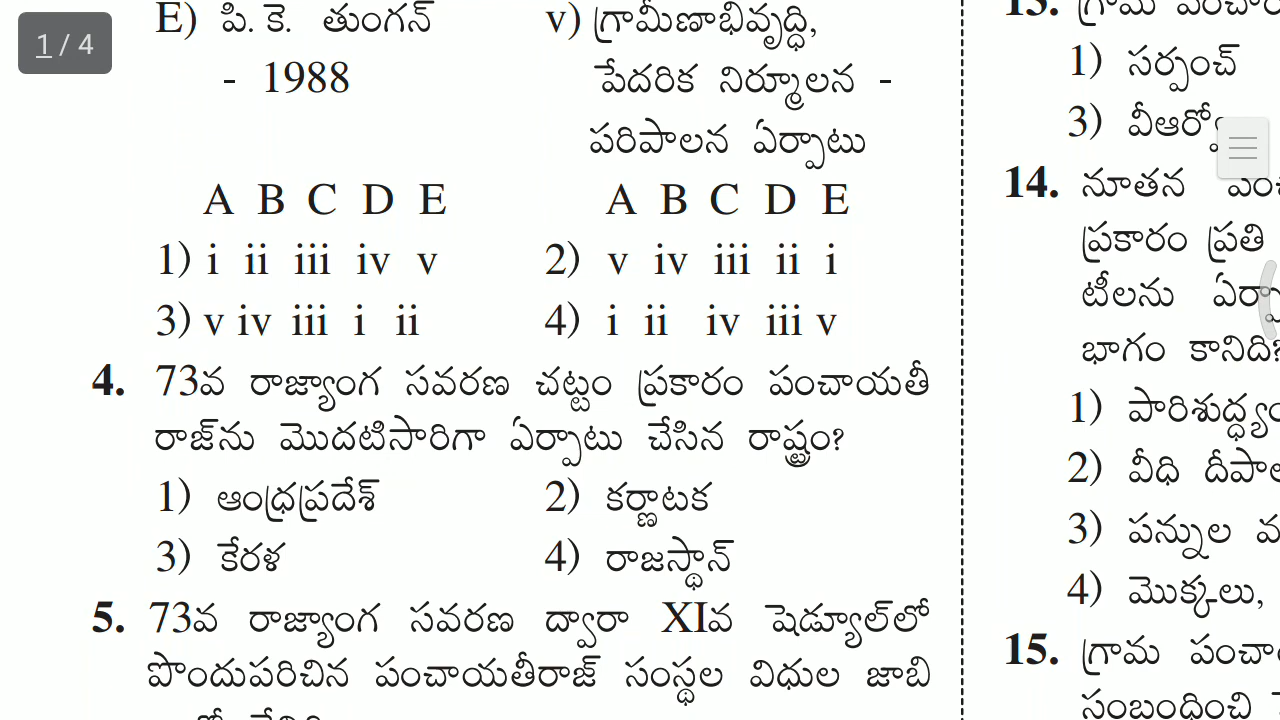 1 / 4
E) పి. కె. తుంగన్
- 1988
v) గ్రామీణాభివృద్ధి,
పేదరిక నిర్మూలన -
పరిపాలన ఏర్పాటు
A B C D E
1) i ii iii iv v
3) v iv iii i ii
A B C D E
2) v iv iii ii i
4) i ii iv iii v
4. 73వ రాజ్యాంగ సవరణ చట్టం ప్రకారం పంచాయతీ
రాజ్‌ను మొదటిసారిగా ఏర్పాటు చేసిన రాష్ట్రం?
1) ఆంధ్రప్రదేశ్
2) కర్ణాటక
3) కేరళ
4) రాజస్థాన్
5. 73వ రాజ్యాంగ సవరణ ద్వారా XIవ షెడ్యూల్‌లో
పొందుపరిచిన పంచాయతీరాజ్ సంస్థల విధుల జాబి
13. గ్రామ
1) సర్పంచ్
3)
14. నూతన
ప్రకారం ప్రతి
టీలను
భాగం కానిది?
1)
2) వీధి
3) పన్నుల
4) మొక్కలు,
15. గ్రామ
సంబంధించి